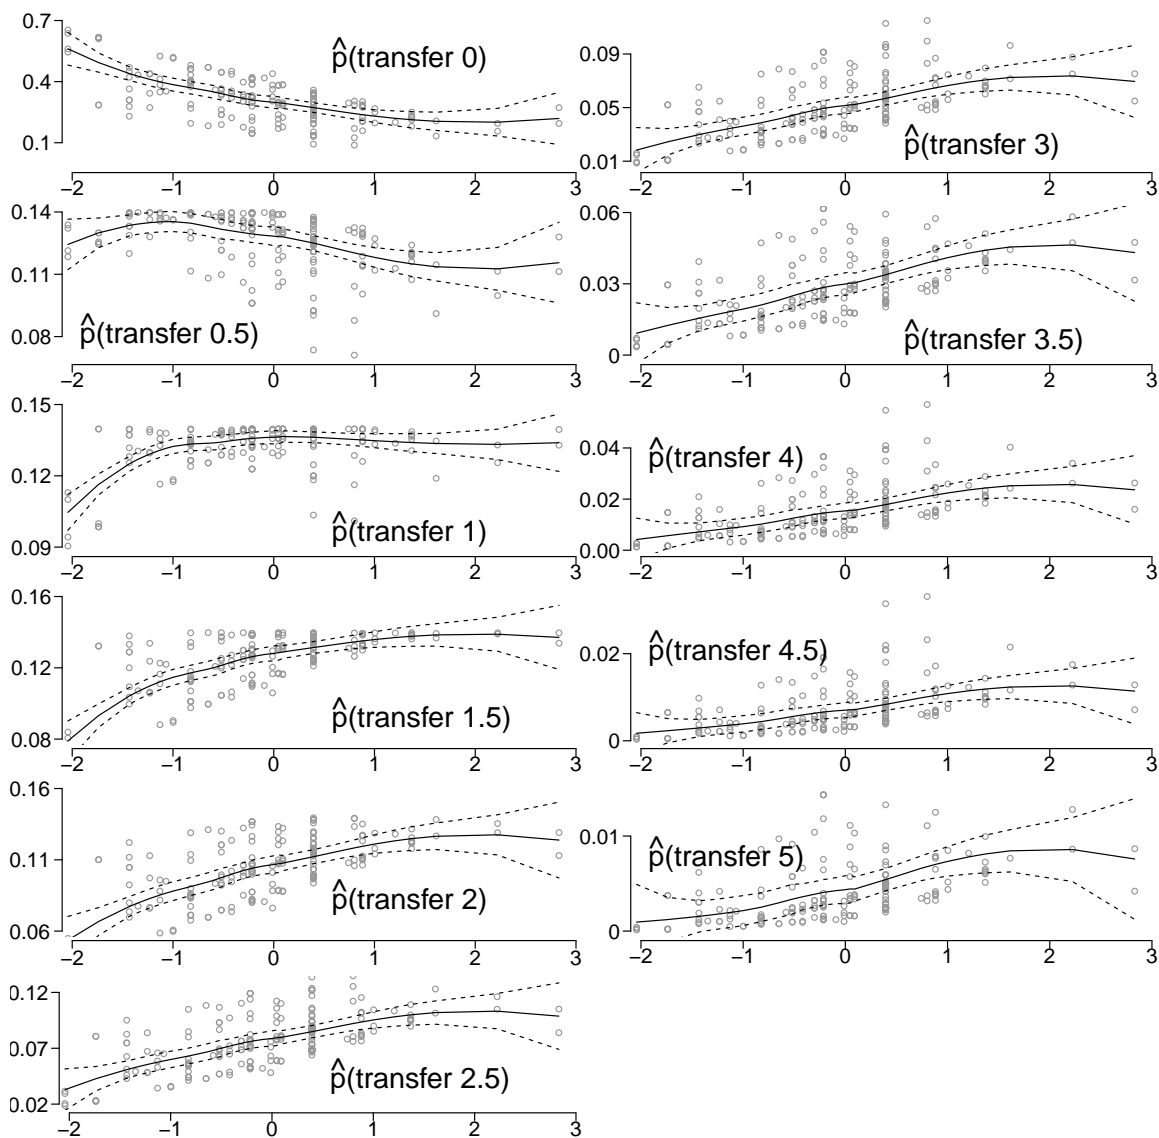 0.7
0.4
0.1
p̂(transfer 0)
−2 −1 0 1 2 3
0.14
0.11
0.08
p̂(transfer 0.5)
−2 −1 0 1 2 3
0.15
0.12
0.09
p̂(transfer 1)
−2 −1 0 1 2 3
0.16
0.12
0.08
p̂(transfer 1.5)
−2 −1 0 1 2 3
0.16
0.11
0.06
p̂(transfer 2)
−2 −1 0 1 2 3
0.12
0.07
0.02
p̂(transfer 2.5)
−2 −1 0 1 2 3
0.09
0.05
0.01
p̂(transfer 3)
−2 −1 0 1 2 3
0.06
0.03
0
p̂(transfer 3.5)
−2 −1 0 1 2 3
0.04
0.02
0.00
p̂(transfer 4)
−2 −1 0 1 2 3
0.02
0
p̂(transfer 4.5)
−2 −1 0 1 2 3
0.01
0
p̂(transfer 5)
−2 −1 0 1 2 3